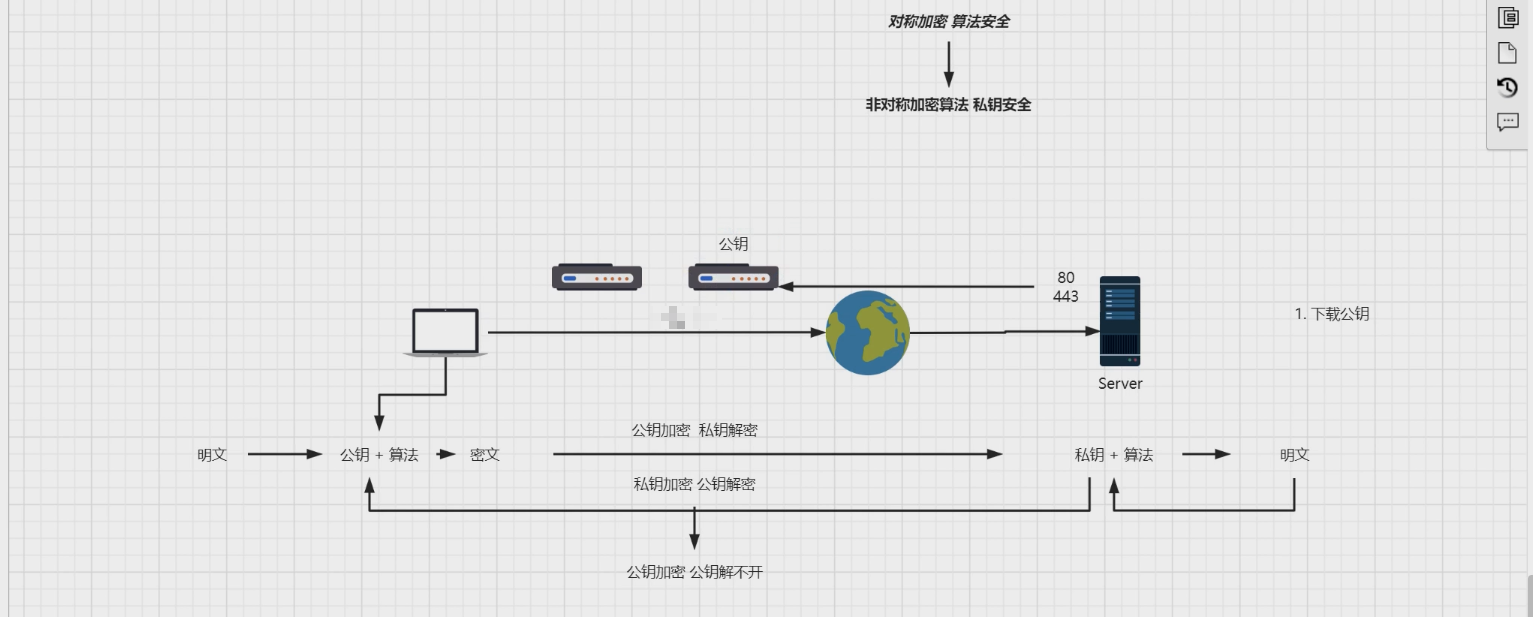 对称加密 算法安全
非对称加密算法 私钥安全
公钥
80
443
1. 下载公钥
Server
公钥加密 私钥解密
明文
公钥 + 算法
密文
私钥 + 算法
明文
私钥加密 公钥解密
公钥加密 公钥解不开